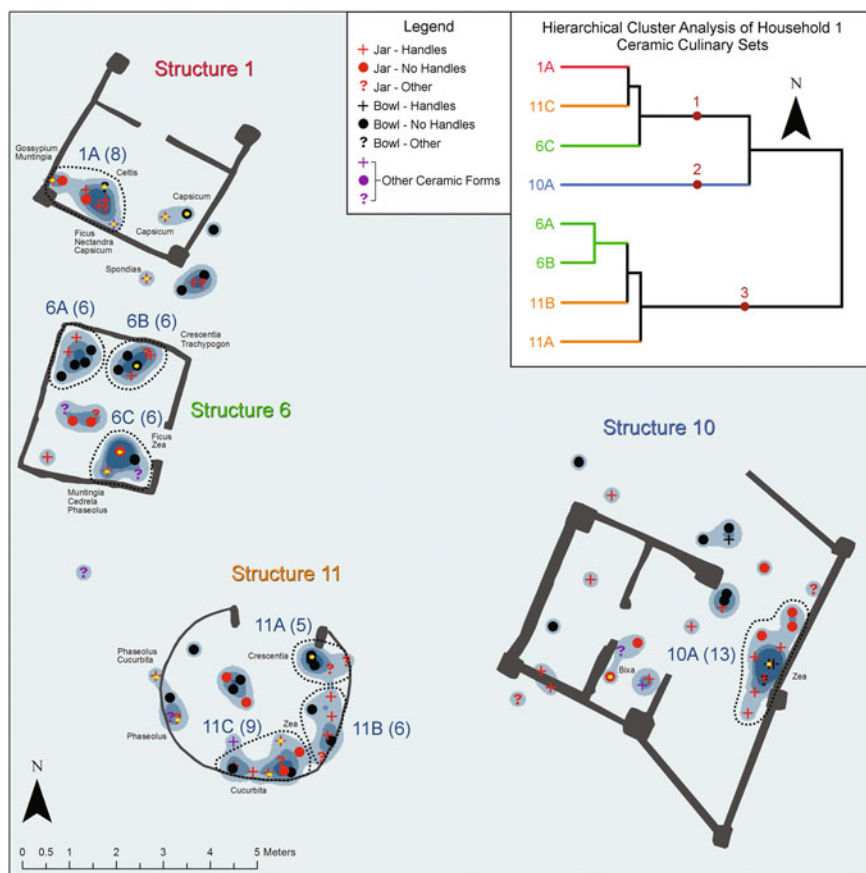 Structure 1
Gossypium
Muntingia
1A (8)
Celtis
Capsicum
Ficus
Nectandra
Capsicum
Capsicum
Spondias
6A (6)
6B (6)
Crescentia
Trachypogon
Structure 6
6C (6)
Ficus
Zea
Muntingia
Cedrela
Phaseolus
Structure 11
11A (5)
Crescentia
Phaseolus
Cucurbita
Phaseolus
11C (9)
Zea
11B (6)
Cucurbita
Structure 10
10A (13)
Bixa
Zea
Legend
+ Jar - Handles
● Jar - No Handles
? Jar - Other
+ Bowl - Handles
● Bowl - No Handles
? Bowl - Other
+
● Other Ceramic Forms
?
Hierarchical Cluster Analysis of Household 1
Ceramic Culinary Sets
N
1A
11C
6C
10A
6A
6B
11B
11A
1
2
3
N
0 0.5 1 2 3 4 5 Meters